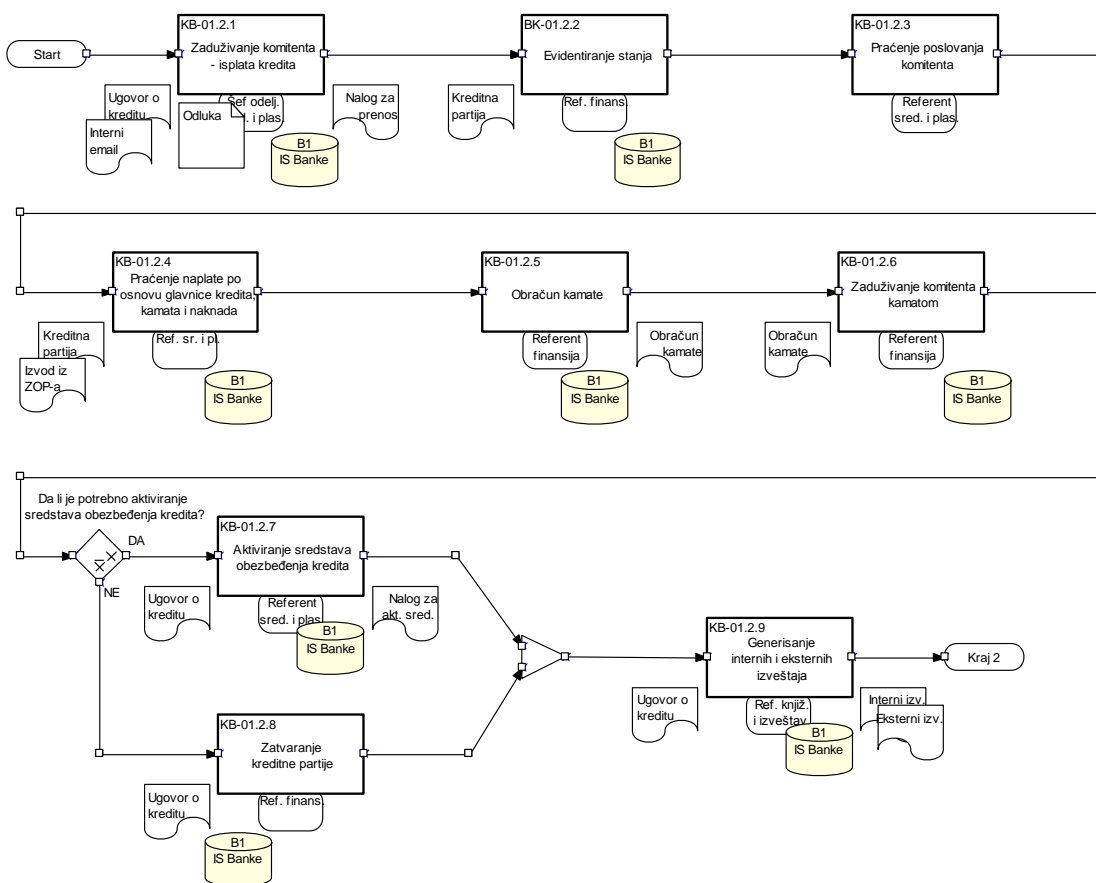 Start
KB-01.2.1
Zaduživanje komitenta
- isplata kredita
Ugovor o
kreditu
Interni
email
Odluka
Šef odelj.
. i plas.
Nalog za
prenos
B1
IS Banke
BK-01.2.2
Evidentiranje stanja
Kreditna
partija
Ref. finans.
B1
IS Banke
KB-01.2.3
Praćenje poslovanja
komitenta
Referent
sred. i plas.
KB-01.2.4
Praćenje naplate po
osnovu glavnice kredita,
kamata i naknada
Kreditna
partija
Izvod iz
ZOP-a
Ref. sr. i pl.
B1
IS Banke
KB-01.2.5
Obračun kamate
Referent
finansija
Obračun
kamate
B1
IS Banke
KB-01.2.6
Zaduživanje komitenta
kamatom
Obračun
kamate
Referent
finansija
B1
IS Banke
Da li je potrebno aktiviranje
sredstava obezbeđenja kredita?
DA
NE
KB-01.2.7
Aktiviranje sredstava
obezbeđenja kredita
Ugovor o
kreditu
Referent
sred. i plas.
Nalog za
akt. sred.
B1
IS Banke
KB-01.2.8
Zatvaranje
kreditne partije
Ugovor o
kreditu
Ref. finans.
B1
IS Banke
KB-01.2.9
Generisanje
internih i eksternih
izveštaja
Ugovor o
kreditu
Ref. knjiž.
i izveštav.
Interni izv.
Eksterni izv.
B1
IS Banke
Kraj 2